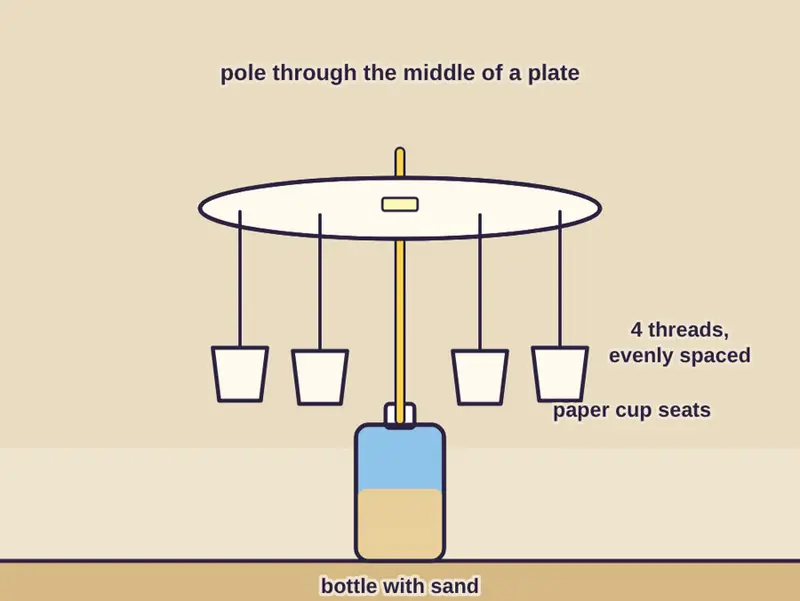 pole through the middle of a plate
4 threads,
evenly spaced
paper cup seats
bottle with sand